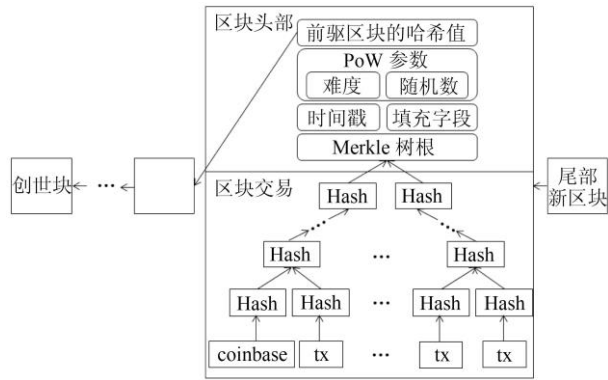 区块头部
前驱区块的哈希值
PoW 参数
难度 随机数
时间戳 填充字段
Merkle 树根
创世块 ... 尾部
新区块
区块交易
Hash Hash
... ...
Hash ... Hash
Hash Hash ... Hash Hash
coinbase tx ... tx tx